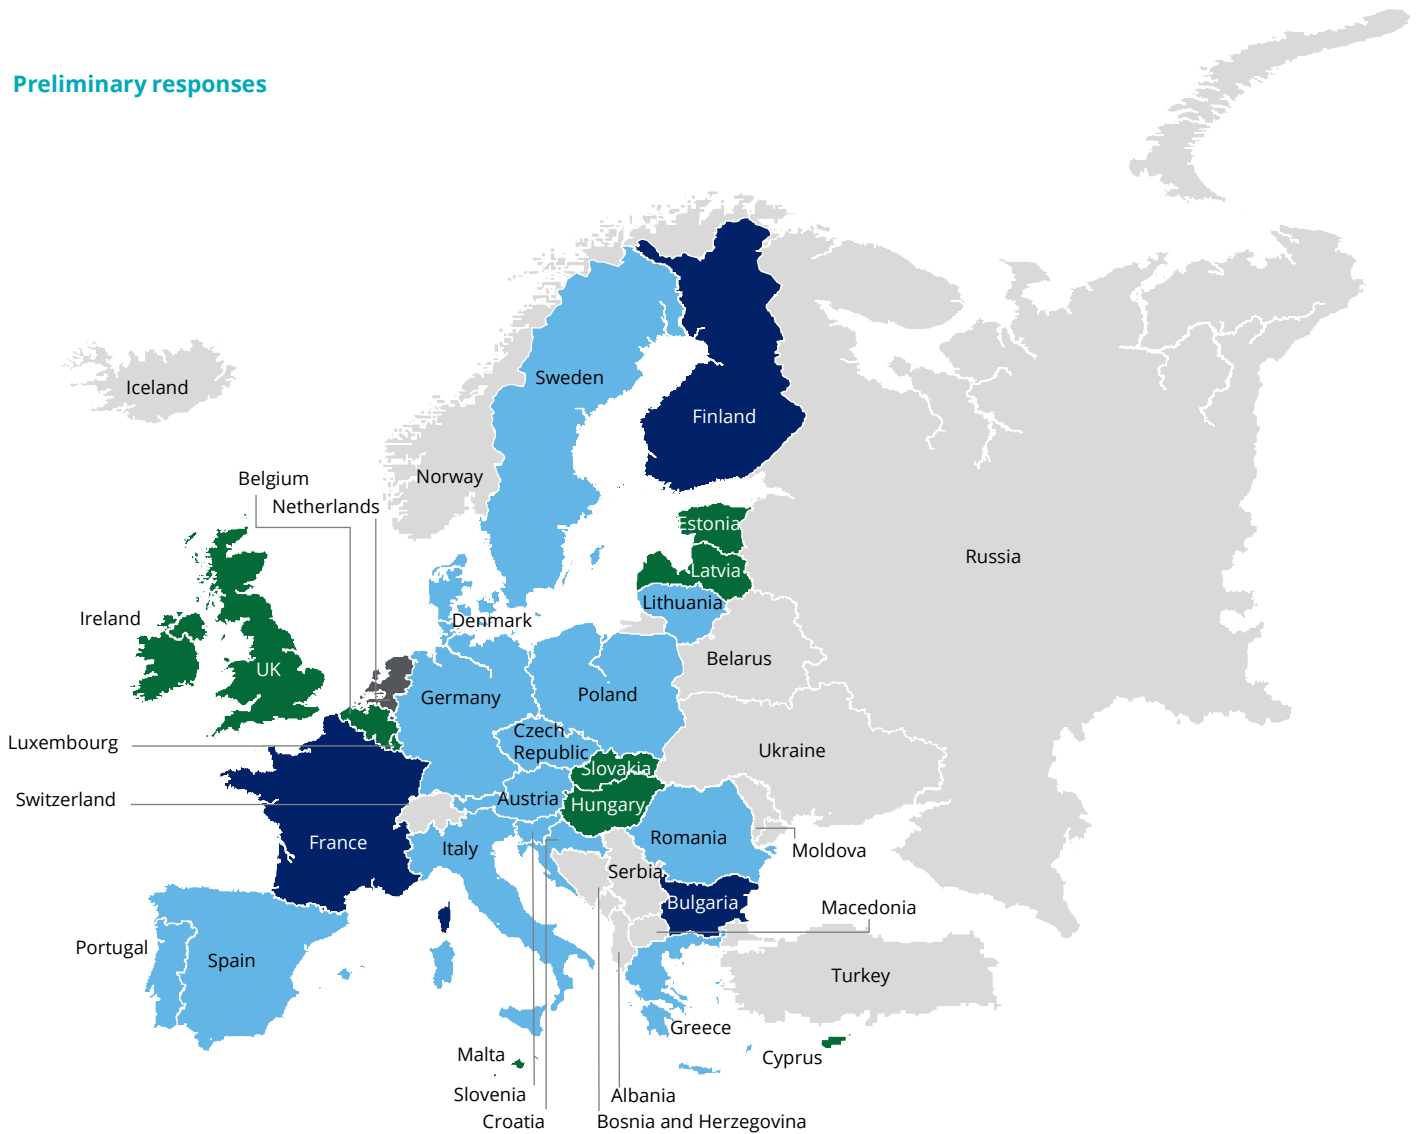 Preliminary responses
Iceland
Sweden
Finland
Norway
Belgium
Netherlands
Estonia
Russia
Latvia
Lithuania
Ireland
Denmark
UK
Belarus
Germany
Poland
Czech
Republic
Luxembourg
Ukraine
Slovakia
Switzerland
Austria
Hungary
France
Italy
Romania
Moldova
Serbia
Bulgaria
Macedonia
Portugal
Spain
Turkey
Greece
Malta
Cyprus
Slovenia
Albania
Croatia
Bosnia and Herzegovina